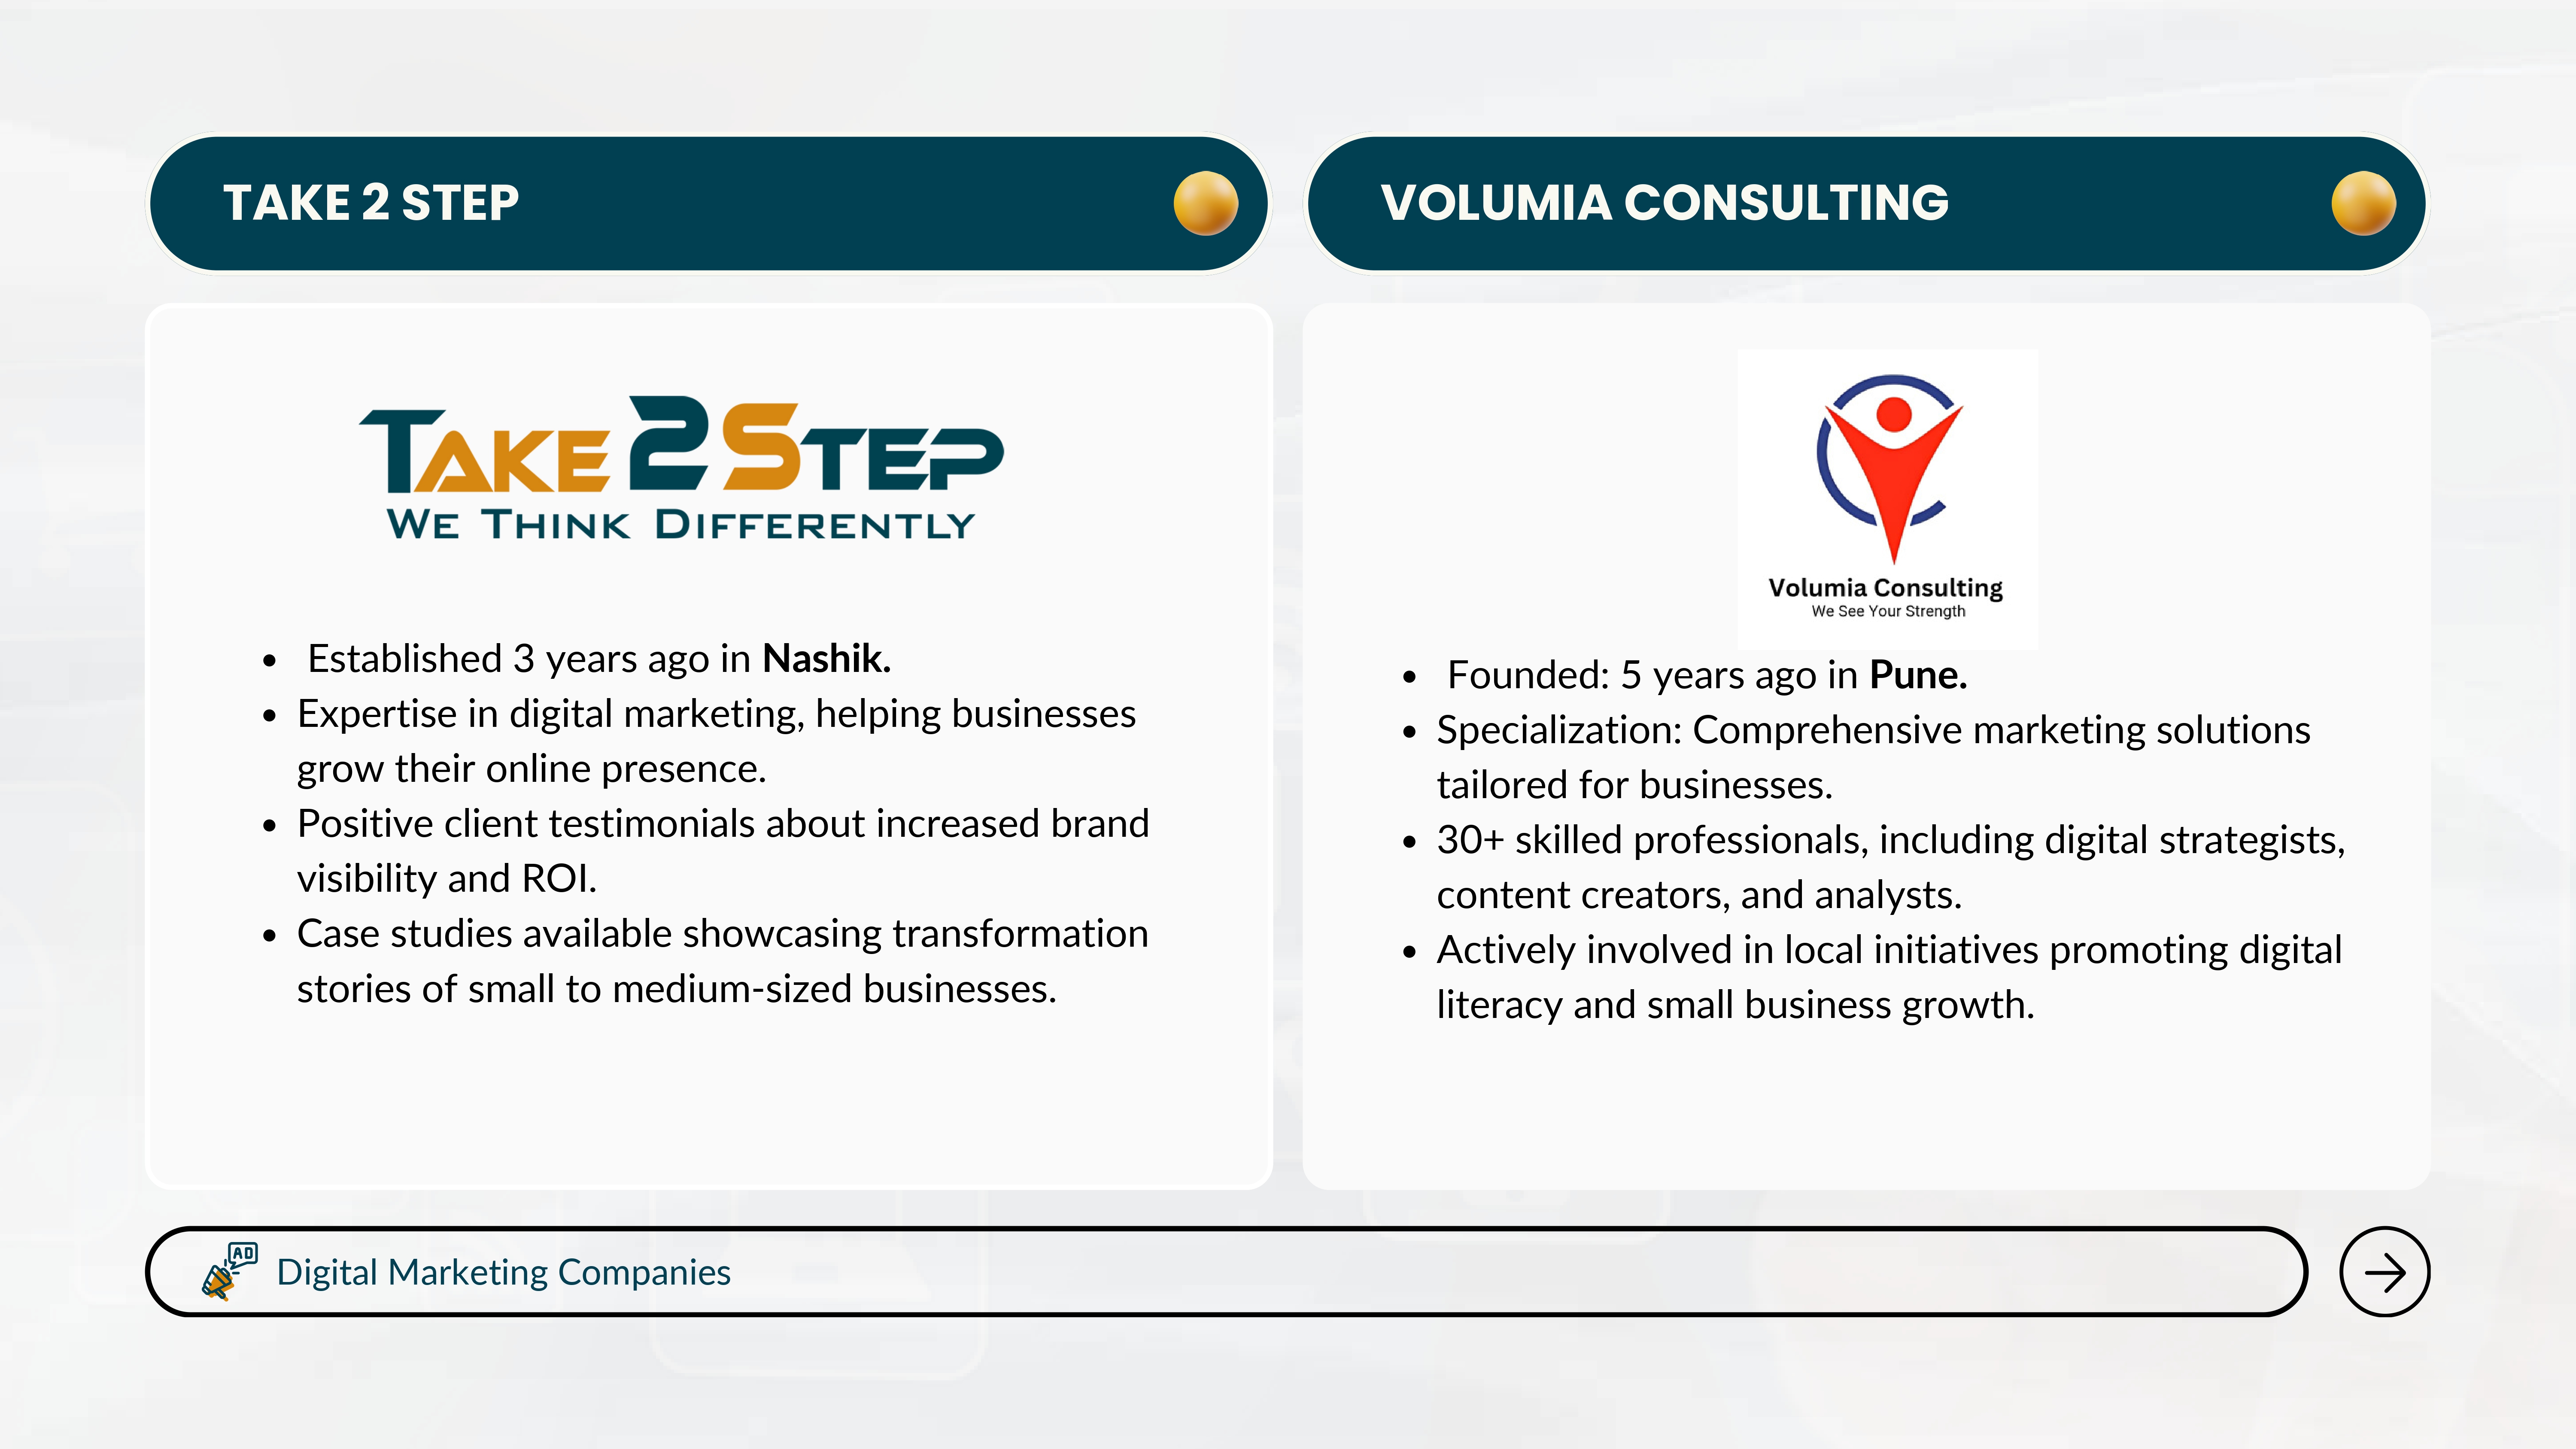 TAKE 2 STEP
TAKE 2 STEP
WE THINK DIFFERENTLY
• Established 3 years ago in Nashik.
• Expertise in digital marketing, helping businesses
grow their online presence.
• Positive client testimonials about increased brand
visibility and ROI.
• Case studies available showcasing transformation
stories of small to medium-sized businesses.
VOLUMIA CONSULTING
Volumia Consulting
We See Your Strength
• Founded: 5 years ago in Pune.
• Specialization: Comprehensive marketing solutions
tailored for businesses.
• 30+ skilled professionals, including digital strategists,
content creators, and analysts.
• Actively involved in local initiatives promoting digital
literacy and small business growth.
AD
Digital Marketing Companies